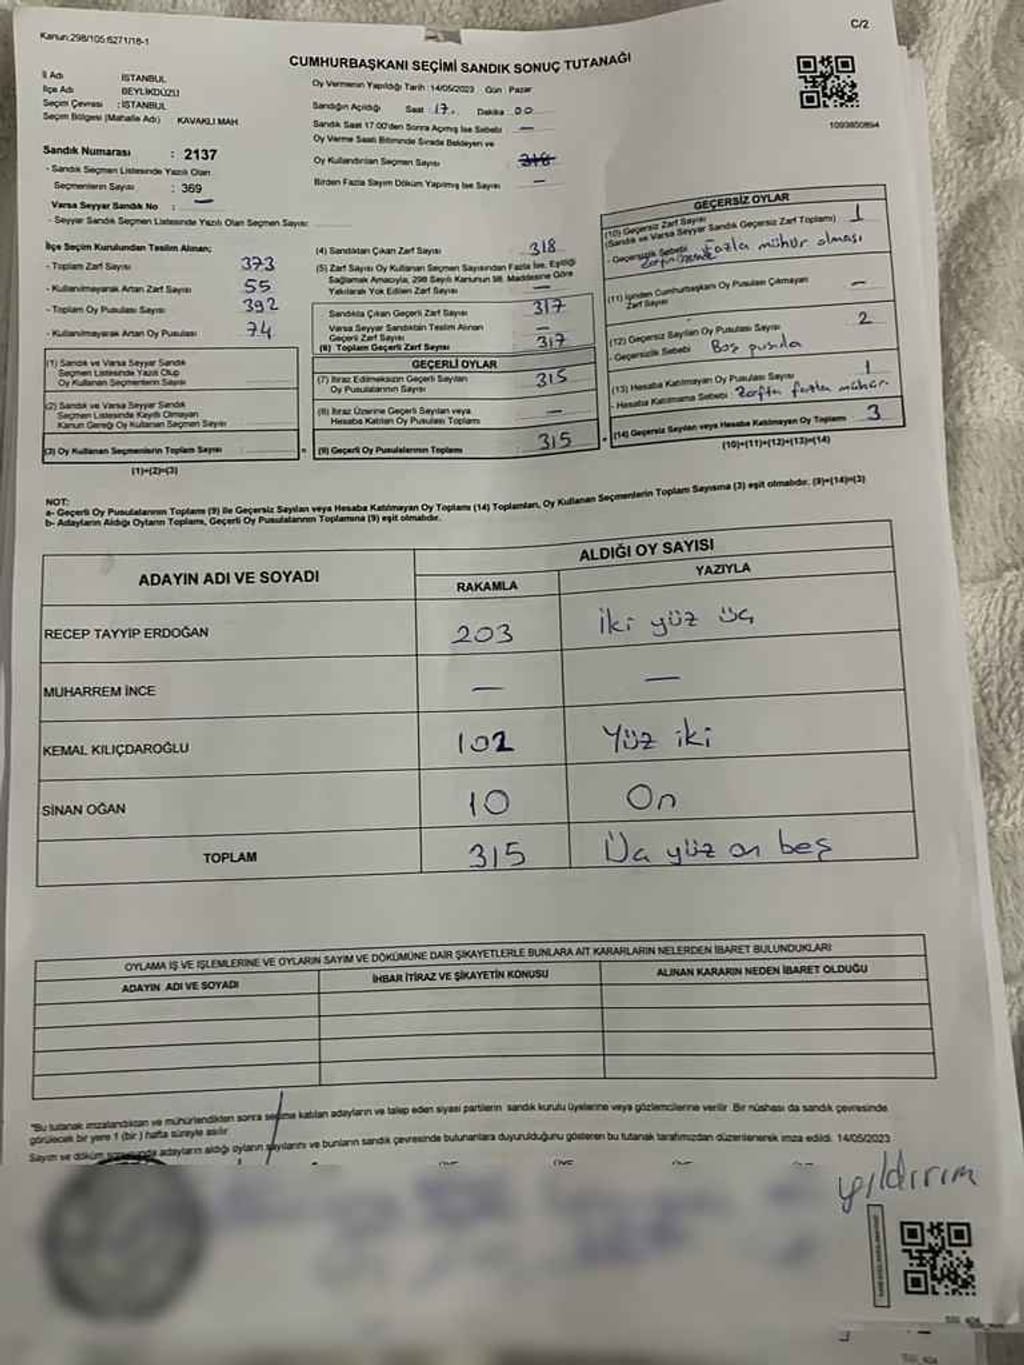 Kanun:298/105:6271/18-1
C/2
CUMHURBAŞKANI SEÇİMİ SANDIK SONUÇ TUTANAĞI
İl Adı : İSTANBUL
İlçe Adı BEYLİKDÜZÜ
Seçim Çevresi : İSTANBUL
Seçim Bölgesi (Mahalle Adı) : KAVAKLI MAH.
Sandık Numarası : 2137
- Sandık Seçmen Listesinde Yazılı Olan
Seçmenlerin Sayısı : 369
Varsa Seyyar Sandık No : —
- Seyyar Sandık Seçmen Listesinde Yazılı Olan Seçmen Sayısı:
Oy Vermenin Yapıldığı Tarih :14/05/2023 Gün : Pazar
Sandığın Açıldığı Saat : 17. Dakika 00
Sandık Saat 17.00'den Sonra Açmış İse Sebebi —
Oy Verme Saati Bitiminde Sırada Bekleyen ve
Oy Kullandırılan Seçmen Sayısı 318
Birden Fazla Sayım Döküm Yapılmış İse Sayısı —
1093850894
İlçe Seçim Kurulundan Teslim Alınan;
- Toplam Zarf Sayısı 373
- Kullanılmayarak Artan Zarf Sayısı 55
- Toplam Oy Pusulası Sayısı 392
- Kullanılmayarak Artan Oy Pusulası 74
(1) Sandık ve Varsa Seyyar Sandık
Seçmen Listesinde Yazılı Olup
Oy Kullanan Seçmenlerin Sayısı
(2) Sandık ve Varsa Seyyar Sandık
Seçmen Listesinde Kayıtlı Olmayan
Kanun Gereği Oy Kullanan Seçmen Sayısı
(3) Oy Kullanan Seçmenlerin Toplam Sayısı
(1)+(2)=(3)
(4) Sandıktan Çıkan Zarf Sayısı 318
(5) Zarf Sayısı Oy Kullanan Seçmen Sayısından Fazla İse, Eşitliği
Sağlamak Amacıyla, 298 Sayılı Kanunun 98. Maddesine Göre
Yakılarak Yok Edilen Zarf Sayısı —
Sandıkta Çıkan Geçerli Zarf Sayısı 317
Varsa Seyyar Sandıktan Teslim Alınan
Geçerli Zarf Sayısı —
(6) Toplam Geçerli Zarf Sayısı 317
GEÇERLİ OYLAR
(7) İtiraz Edilmeksizin Geçerli Sayılan
Oy Pusulalarının Sayısı 315
(8) İtiraz Üzerine Geçerli Sayılan veya
Hesaba Katılan Oy Pusulası Toplamı —
(9) Geçerli Oy Pusulalarının Toplamı 315
GEÇERSİZ OYLAR
(10) Geçersiz Zarf Sayısı
(Sandık ve Varsa Seyyar Sandık Geçersiz Zarf Toplamı) 1
- Geçersizlik Sebebi: Zarfın üzerinde fazla mühür olması
(11) İçinden Cumhurbaşkanı Oy Pusulası Çıkmayan
Zarf Sayısı —
(12) Geçersiz Sayılan Oy Pusulası Sayısı 2
- Geçersizlik Sebebi Boş pusula
(13) Hesaba Katılmayan Oy Pusulası Sayısı 1
- Hesaba Katılmama Sebebi Zarfta fazla mühür
(14) Geçersiz Sayılan veya Hesaba Katılmayan Oy Toplamı 3
(10)+(11)+(12)+(13)=(14)
NOT:
a- Geçerli Oy Pusulalarının Toplamı (9) ile Geçersiz Sayılan veya Hesaba Katılmayan Oy Toplamı (14) Toplamları, Oy Kullanan Seçmenlerin Toplam Sayısına (3) eşit olmalıdır. (9)+(14)=(3)
b- Adayların Aldığı Oyların Toplamı, Geçerli Oy Pusulalarının Toplamına (9) eşit olmalıdır.
ADAYIN ADI VE SOYADI
ALDIĞI OY SAYISI
RAKAMLA YAZIYLA
RECEP TAYYİP ERDOĞAN 203 iki yüz üç
MUHARREM İNCE — —
KEMAL KILIÇDAROĞLU 102 Yüz iki
SİNAN OĞAN 10 On
TOPLAM 315 Üç yüz on beş
OYLAMA İŞ VE İŞLEMLERİNE VE OYLARIN SAYIM VE DÖKÜMÜNE DAİR ŞİKAYETLERLE BUNLARA AİT KARARLARIN NELERDEN İBARET BULUNDUKLARI
ADAYIN ADI VE SOYADI İHBAR İTİRAZ VE ŞİKAYETİN KONUSU ALINAN KARARIN NEDEN İBARET OLDUĞU
"Bu tutanak imzalandıktan ve mühürlendikten sonra seçime katılan adayların ve talep eden siyasi partilerin sandık kurulu üyelerine veya gözlemcilerine verilir. Bir nüshası da sandık çevresinde
görülecek bir yere 1 (bir) hafta süreyle asılır.
Sayım ve döküm sonucunda adayların aldığı oyların sayılarını ve bunların sandık çevresinde bulunanlara duyurulduğunu gösteren bu tutanak tarafımızdan düzenlenerek imza edildi. 14/05/2023
yıldırım